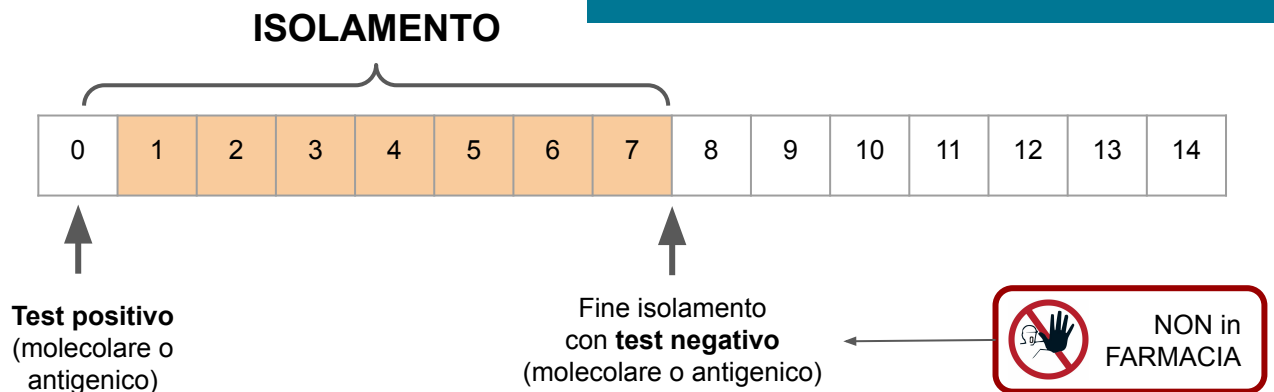 ISOLAMENTO
0 1 2 3 4 5 6 7 8 9 10 11 12 13 14
Test positivo
(molecolare o
antigenico)
Fine isolamento
con test negativo
(molecolare o antigenico)
NON in
FARMACIA